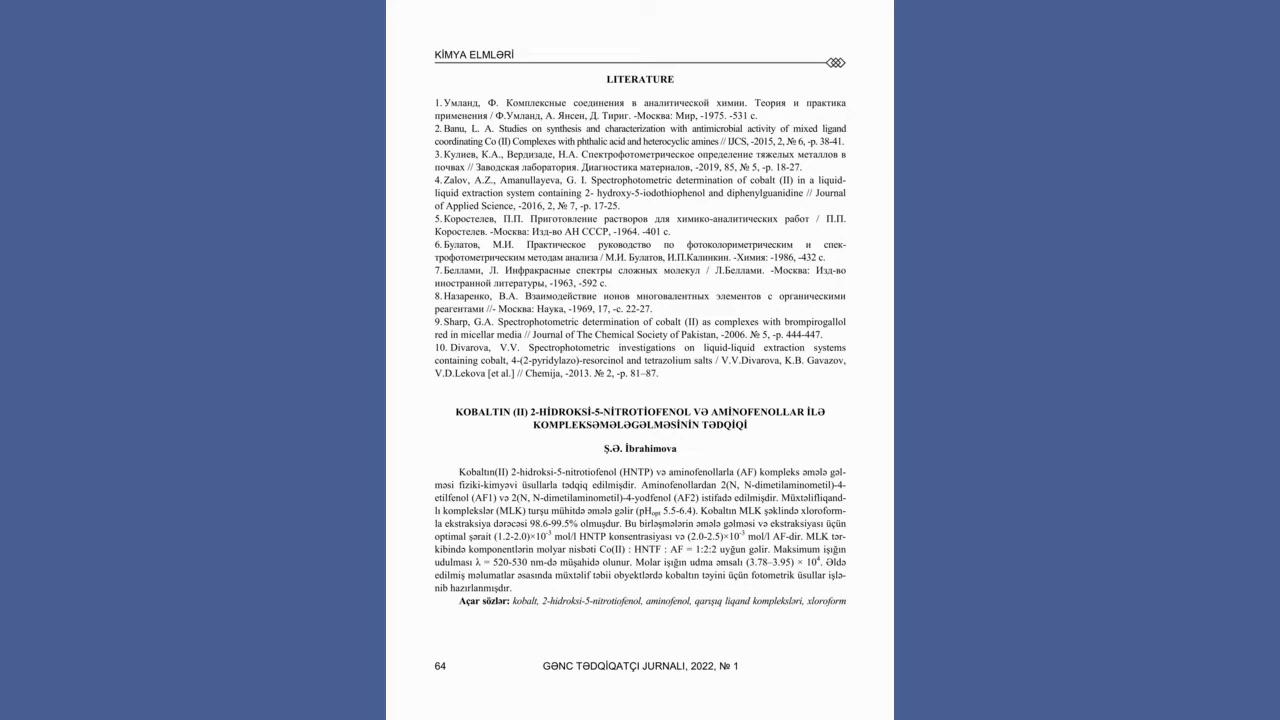 KİMYA ELMLƏRİ
LITERATURE
1. Умланд, Ф. Комплексные соединения в аналитической химии. Теория и практика
применения / Ф.Умланд, А. Янсен, Д. Тириг. -Москва: Мир, -1975. -531 с.
2. Banu, L. A. Studies on synthesis and characterization with antimicrobial activity of mixed ligand
coordinating Co (II) Complexes with phthalic acid and heterocyclic amines // IJCS, -2015, 2, № 6, -p. 38-41.
3. Кулиев, К.А., Вердизаде, Н.А. Спектрофотометрическое определение тяжелых металлов в
почвах // Заводская лаборатория. Диагностика материалов, -2019, 85, № 5, -p. 18-27.
4. Zalov, A.Z., Amanullayeva, G. I. Spectrophotometric determination of cobalt (II) in a liquid-
liquid extraction system containing 2- hydroxy-5-iodothiophenol and diphenylguanidine // Journal
of Applied Science, -2016, 2, № 7, -p. 17-25.
5. Коростелев, П.П. Приготовление растворов для химико-аналитических работ / П.П.
Коростелев. -Москва: Изд-во АН СССР, -1964. -401 с.
6. Булатов, М.И. Практическое руководство по фотоколориметрическим и спек-
трофотометрическим методам анализа / М.И. Булатов, И.П.Калинкин. -Химия: -1986, -432 с.
7. Беллами, Л. Инфракрасные спектры сложных молекул / Л.Беллами. -Москва: Изд-во
иностранной литературы, -1963, -592 с.
8. Назаренко, В.А. Взаимодействие ионов многовалентных элементов с органическими
реагентами //- Москва: Наука, -1969, 17, -с. 22-27.
9. Sharp, G.A. Spectrophotometric determination of cobalt (II) as complexes with brompirogallol
red in micellar media // Journal of The Chemical Society of Pakistan, -2006. № 5, -p. 444-447.
10. Divarova, V.V. Spectrophotometric investigations on liquid-liquid extraction systems
containing cobalt, 4-(2-pyridylazo)-resorcinol and tetrazolium salts / V.V.Divarova, K.B. Gavazov,
V.D.Lekova [et al.] // Chemija, -2013. № 2, -p. 81–87.
KOBALTIN (II) 2-HİDROKSİ-5-NİTROTİOFENOL VƏ AMİNOFENOLLAR İLƏ
KOMPLEKSƏMƏLƏGƏLMƏSİNİN TƏDQİQİ
Ş.Ə. İbrahimova
Kobaltın(II) 2-hidroksi-5-nitrotiofenol (HNTP) və aminofenollarla (AF) kompleks əmələ gəl-
məsi fiziki-kimyəvi üsullarla tədqiq edilmişdir. Aminofenollardan 2(N, N-dimetilaminometil)-4-
etilfenol (AF1) və 2(N, N-dimetilaminometil)-4-yodfenol (AF2) istifadə edilmişdir. Müxtəlifliqand-
lı komplekslər (MLK) turşu mühitdə əmələ gəlir (pHopt 5.5-6.4). Kobaltın MLK şəklində xloroform-
la ekstraksiya dərəcəsi 98.6-99.5% olmuşdur. Bu birləşmələrin əmələ gəlməsi və ekstraksiyası üçün
optimal şərait (1.2-2.0)×10⁻³ mol/l HNTP konsentrasiyası və (2.0-2.5)×10⁻³ mol/l AF-dir. MLK tər-
kibində komponentlərin molyar nisbəti Co(II) : HNTF : AF = 1:2:2 uyğun gəlir. Maksimum işığın
udulması λ = 520-530 nm-də müşahidə olunur. Molar işığın udma əmsalı (3.78–3.95) × 10⁴. Əldə
edilmiş məlumatlar əsasında müxtəlif təbii obyektlərdə kobaltın təyini üçün fotometrik üsullar işlə-
nib hazırlanmışdır.
Açar sözlər: kobalt, 2-hidroksi-5-nitrotiofenol, aminofenol, qarışıq liqand kompleksləri, xloroform
64 GƏNC TƏDQİQATÇI JURNALI, 2022, № 1